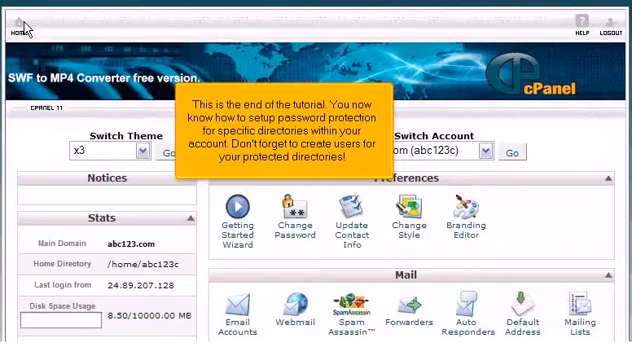 HOME
HELP
LOGOUT
SWF to MP4 Converter free version.
cPanel
CPANEL 11
This is the end of the tutorial. You now
know how to setup password protection
for specific directories within your
account. Don't forget to create users for
your protected directories!
Switch Theme
x3
Go
Switch Account
om (abc123c)
Go
Notices
Stats
Main Domain abc123.com
Home Directory /home/abc123c
Last login from 24.89.207.128
Disk Space Usage
8.50/10000.00 MB
Preferences
Getting
Started
Wizard
Change
Password
Update
Contact
Info
Change
Style
Branding
Editor
Mail
Email
Accounts
Webmail
SpamAssassin
Spam
Assassin™
Forwarders
Auto
Responders
Default
Address
Mailing
Lists